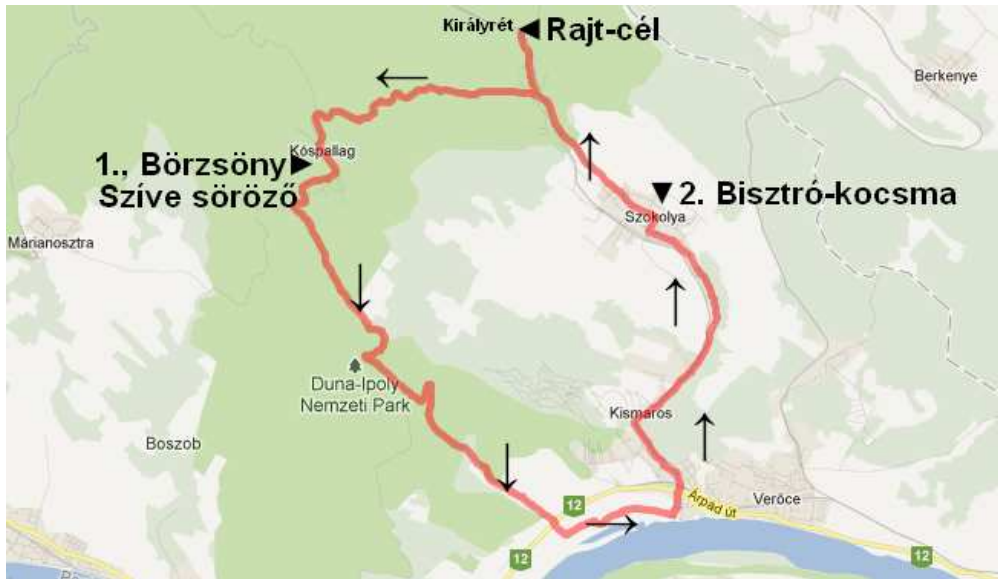 Királyrét
Rajt-cél
Berkenye
Kóspallag
1., Börzsöny
Szíve söröző
2. Bisztró-kocsma
Szokolya
Márianosztra
Duna-Ipoly
Nemzeti Park
Kismaros
Boszob
12
Verőce
Árpád út
12
12